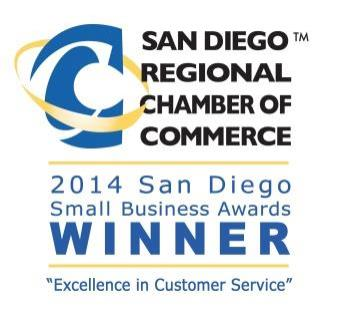 SAN DIEGO™
REGIONAL
CHAMBER OF
COMMERCE
2014 San Diego
Small Business Awards
WINNER
"Excellence in Customer Service"